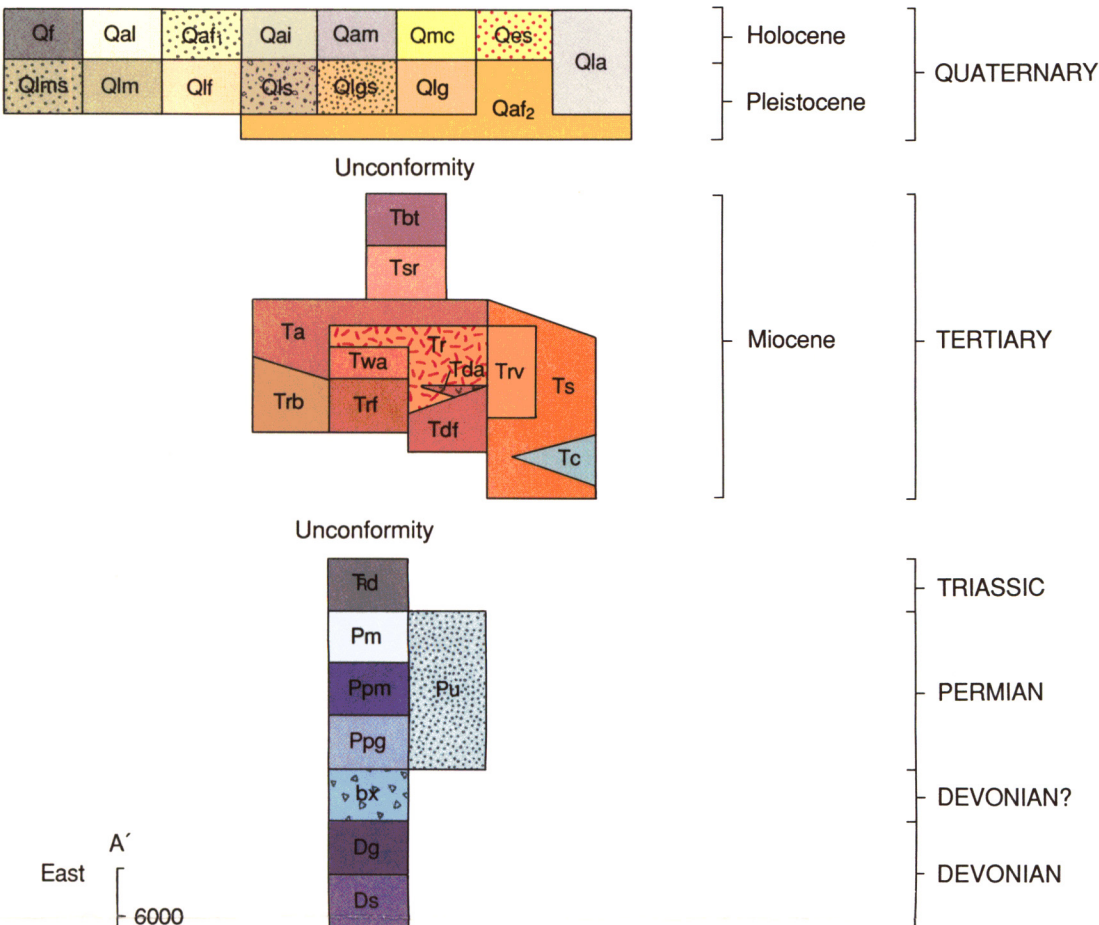 Qf Qal Qaf₁ Qai Qam Qmc Qes Qla
Holocene
QUATERNARY
Qlms Qlm Qlf Qls Qlgs Qlg Qaf₂
Pleistocene
Unconformity
Tbt
Tsr
Ta Tr
Miocene
TERTIARY
Twa Tda Trv Ts
Trb Trf Tdf
Tc
Unconformity
Ꞧd
TRIASSIC
Pm
Ppm Pu
PERMIAN
Ppg
bx
DEVONIAN?
Dg
DEVONIAN
Ds
A′
East
6000